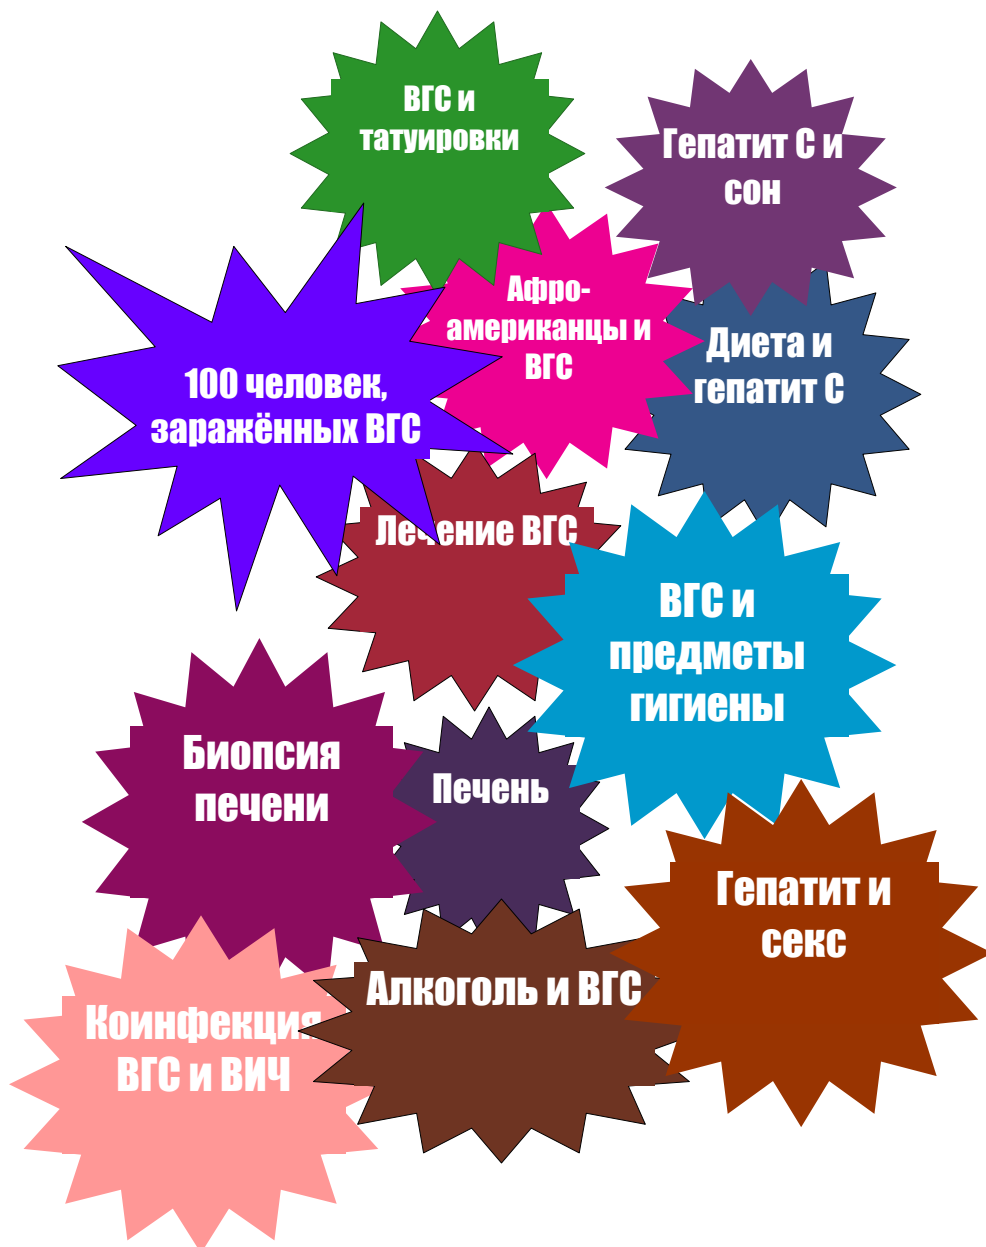 ВГС и
татуировки
Гепатит С и
сон
Афро-
американцы и
ВГС
Диета и
гепатит С
100 человек,
заражённых ВГС
Лечение ВГС
ВГС и
предметы
гигиены
Биопсия
печени
Печень
Гепатит и
секс
Алкоголь и ВГС
Коинфекция
ВГС и ВИЧ